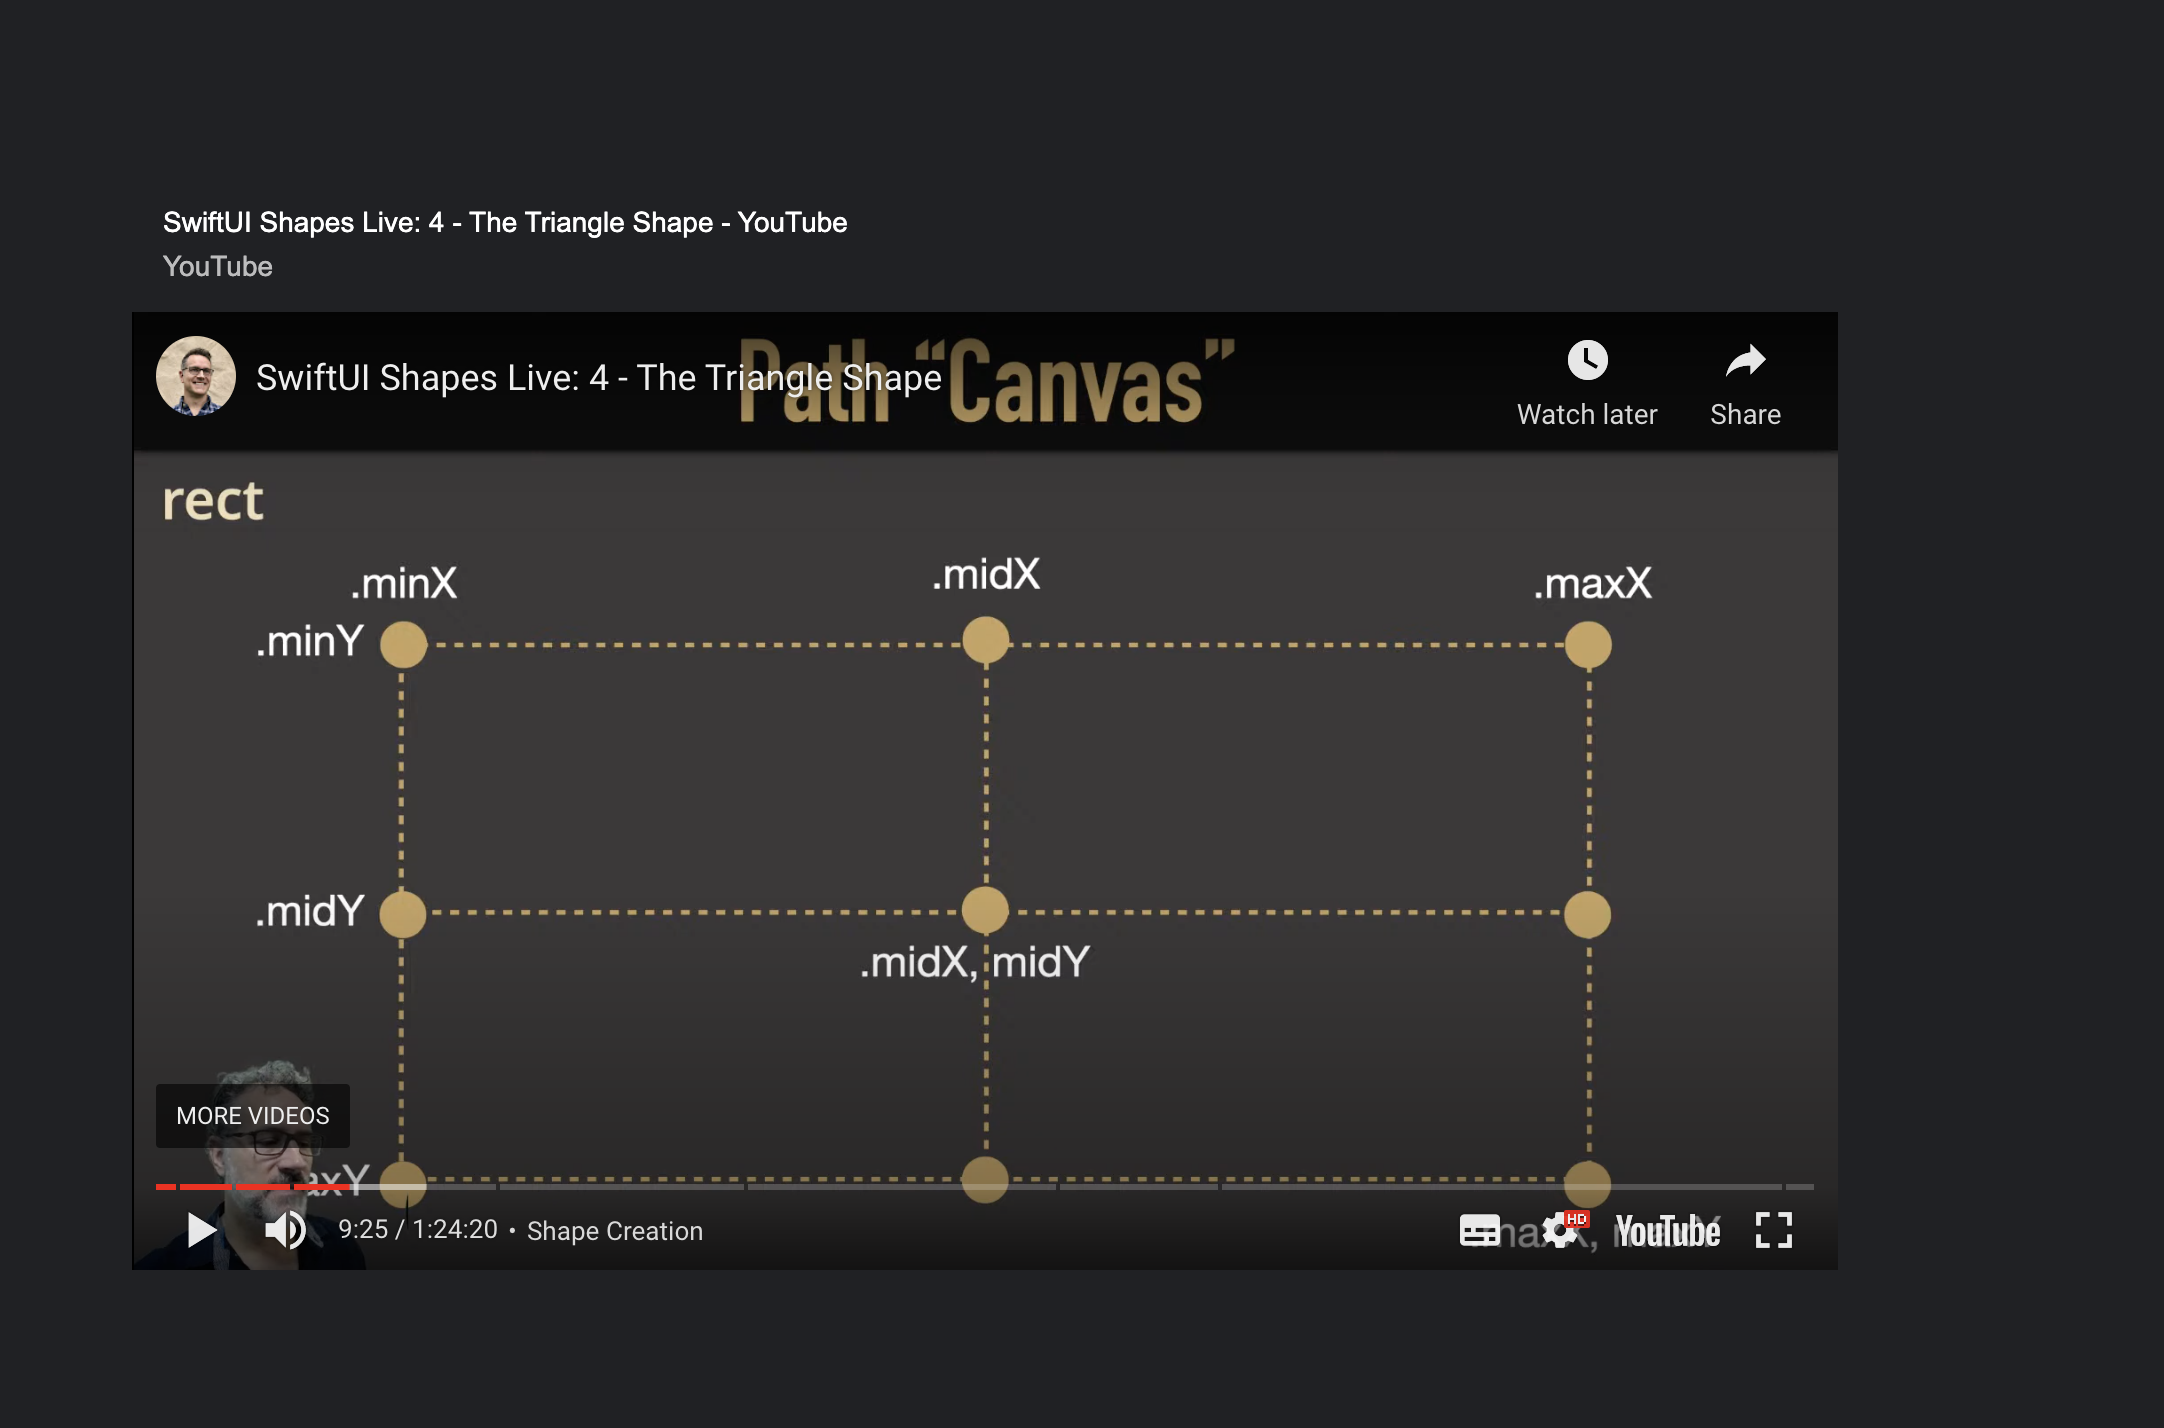 SwiftUI Shapes Live: 4 - The Triangle Shape - YouTube
YouTube
SwiftUI Shapes Live: 4 - The Triangle Shape
Path “Canvas”
Watch later
Share
rect
.minX
.midX
.maxX
.minY
.midY
.midX, midY
MORE VIDEOS
axY
9:25 / 1:24:20 • Shape Creation
HD
YouTube